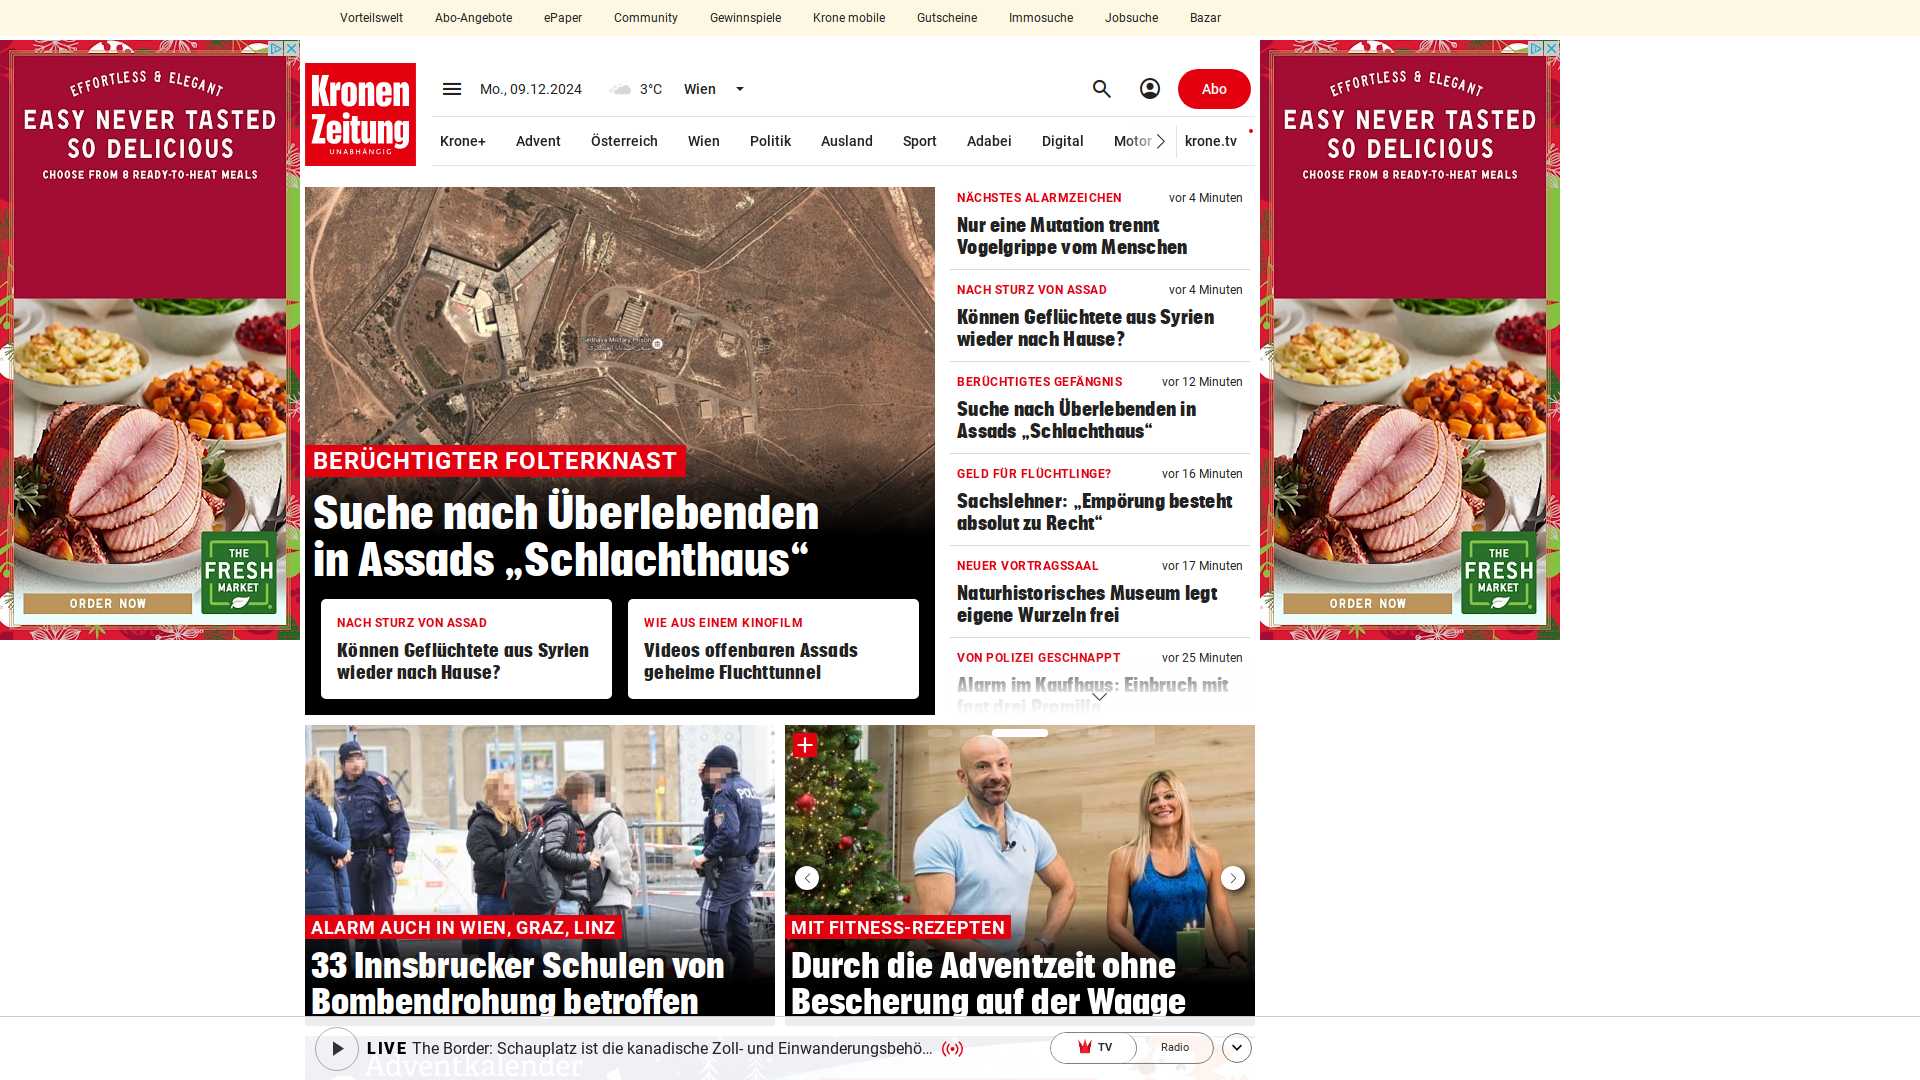 Vorteilswelt Abo-Angebote ePaper Community Gewinnspiele Krone mobile Gutscheine Immosuche Jobsuche Bazar
EFFORTLESS & ELEGANT
EASY NEVER TASTED
SO DELICIOUS
CHOOSE FROM 8 READY-TO-HEAT MEALS
THE
FRESH
MARKET
ORDER NOW
Kronen
Zeitung
UNABHÄNGIG
Mo., 09.12.2024 3°C Wien Abo
Krone+ Advent Österreich Wien Politik Ausland Sport Adabei Digital Motor krone.tv
BERÜCHTIGTER FOLTERKNAST
Suche nach Überlebenden
in Assads „Schlachthaus“
NACH STURZ VON ASSAD
Können Geflüchtete aus Syrien
wieder nach Hause?
WIE AUS EINEM KINOFILM
Videos offenbaren Assads
geheime Fluchttunnel
NÄCHSTES ALARMZEICHEN vor 4 Minuten
Nur eine Mutation trennt
Vogelgrippe vom Menschen
NACH STURZ VON ASSAD vor 4 Minuten
Können Geflüchtete aus Syrien
wieder nach Hause?
BERÜCHTIGTES GEFÄNGNIS vor 12 Minuten
Suche nach Überlebenden in
Assads „Schlachthaus“
GELD FÜR FLÜCHTLINGE? vor 16 Minuten
Sachslehner: „Empörung besteht
absolut zu Recht“
NEUER VORTRAGSSAAL vor 17 Minuten
Naturhistorisches Museum legt
eigene Wurzeln frei
VON POLIZEI GESCHNAPPT vor 25 Minuten
Alarm im Kaufhaus: Einbruch mit
fast drei Promille
EFFORTLESS & ELEGANT
EASY NEVER TASTED
SO DELICIOUS
CHOOSE FROM 8 READY-TO-HEAT MEALS
THE
FRESH
MARKET
ORDER NOW
ALARM AUCH IN WIEN, GRAZ, LINZ
33 Innsbrucker Schulen von
Bombendrohung betroffen
MIT FITNESS-REZEPTEN
Durch die Adventzeit ohne
Bescherung auf der Waage
LIVE The Border: Schauplatz ist die kanadische Zoll- und Einwanderungsbehö... TV Radio
Adventkalender